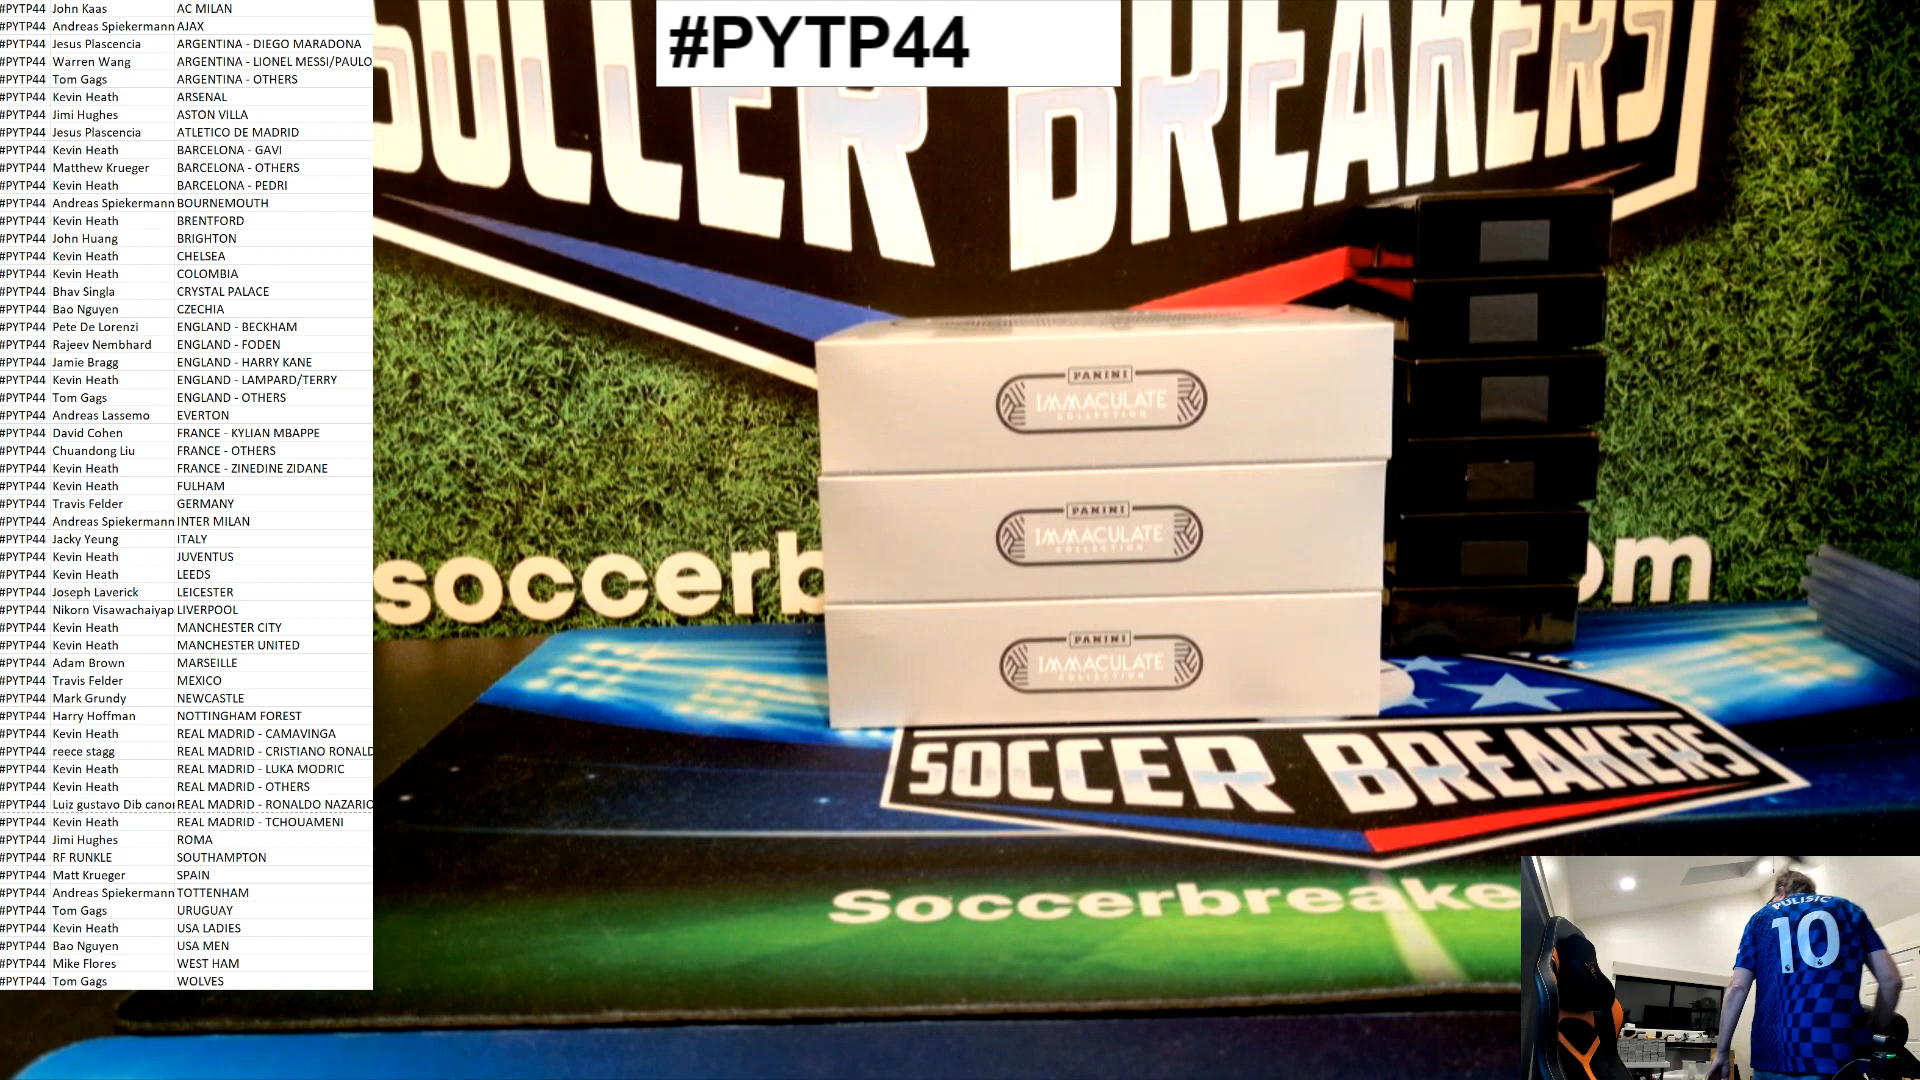 #PYTP44 John Kaas AC MILAN
#PYTP44 Andreas Spiekermann AJAX
#PYTP44 Jesus Plascencia ARGENTINA - DIEGO MARADONA
#PYTP44 Warren Wang ARGENTINA - LIONEL MESSI/PAULO
#PYTP44 Tom Gags ARGENTINA - OTHERS
#PYTP44 Kevin Heath ARSENAL
#PYTP44 Jimi Hughes ASTON VILLA
#PYTP44 Jesus Plascencia ATLETICO DE MADRID
#PYTP44 Kevin Heath BARCELONA - GAVI
#PYTP44 Matthew Krueger BARCELONA - OTHERS
#PYTP44 Kevin Heath BARCELONA - PEDRI
#PYTP44 Andreas Spiekermann BOURNEMOUTH
#PYTP44 Kevin Heath BRENTFORD
#PYTP44 John Huang BRIGHTON
#PYTP44 Kevin Heath CHELSEA
#PYTP44 Kevin Heath COLOMBIA
#PYTP44 Bhav Singla CRYSTAL PALACE
#PYTP44 Bao Nguyen CZECHIA
#PYTP44 Pete De Lorenzi ENGLAND - BECKHAM
#PYTP44 Rajeev Nembhard ENGLAND - FODEN
#PYTP44 Jamie Bragg ENGLAND - HARRY KANE
#PYTP44 Kevin Heath ENGLAND - LAMPARD/TERRY
#PYTP44 Tom Gags ENGLAND - OTHERS
#PYTP44 Andreas Lassemo EVERTON
#PYTP44 David Cohen FRANCE - KYLIAN MBAPPE
#PYTP44 Chuandong Liu FRANCE - OTHERS
#PYTP44 Kevin Heath FRANCE - ZINEDINE ZIDANE
#PYTP44 Kevin Heath FULHAM
#PYTP44 Travis Felder GERMANY
#PYTP44 Andreas Spiekermann INTER MILAN
#PYTP44 Jacky Yeung ITALY
#PYTP44 Kevin Heath JUVENTUS
#PYTP44 Kevin Heath LEEDS
#PYTP44 Joseph Laverick LEICESTER
#PYTP44 Nikorn Visawachaiyap LIVERPOOL
#PYTP44 Kevin Heath MANCHESTER CITY
#PYTP44 Kevin Heath MANCHESTER UNITED
#PYTP44 Adam Brown MARSEILLE
#PYTP44 Travis Felder MEXICO
#PYTP44 Mark Grundy NEWCASTLE
#PYTP44 Harry Hoffman NOTTINGHAM FOREST
#PYTP44 Kevin Heath REAL MADRID - CAMAVINGA
#PYTP44 reece stagg REAL MADRID - CRISTIANO RONALD
#PYTP44 Kevin Heath REAL MADRID - LUKA MODRIC
#PYTP44 Kevin Heath REAL MADRID - OTHERS
#PYTP44 Luiz gustavo Dib canon REAL MADRID - RONALDO NAZARIO
#PYTP44 Kevin Heath REAL MADRID - TCHOUAMENI
#PYTP44 Jimi Hughes ROMA
#PYTP44 RF RUNKLE SOUTHAMPTON
#PYTP44 Matt Krueger SPAIN
#PYTP44 Andreas Spiekermann TOTTENHAM
#PYTP44 Tom Gags URUGUAY
#PYTP44 Kevin Heath USA LADIES
#PYTP44 Bao Nguyen USA MEN
#PYTP44 Mike Flores WEST HAM
#PYTP44 Tom Gags WOLVES
#PYTP44
SOCCER BREAKERS
PANINI
IMMACULATE
COLLECTION
PANINI
IMMACULATE
COLLECTION
PANINI
IMMACULATE
COLLECTION
soccerb om
SOCCER BREAKERS
Soccerbreake
PULISIC
10